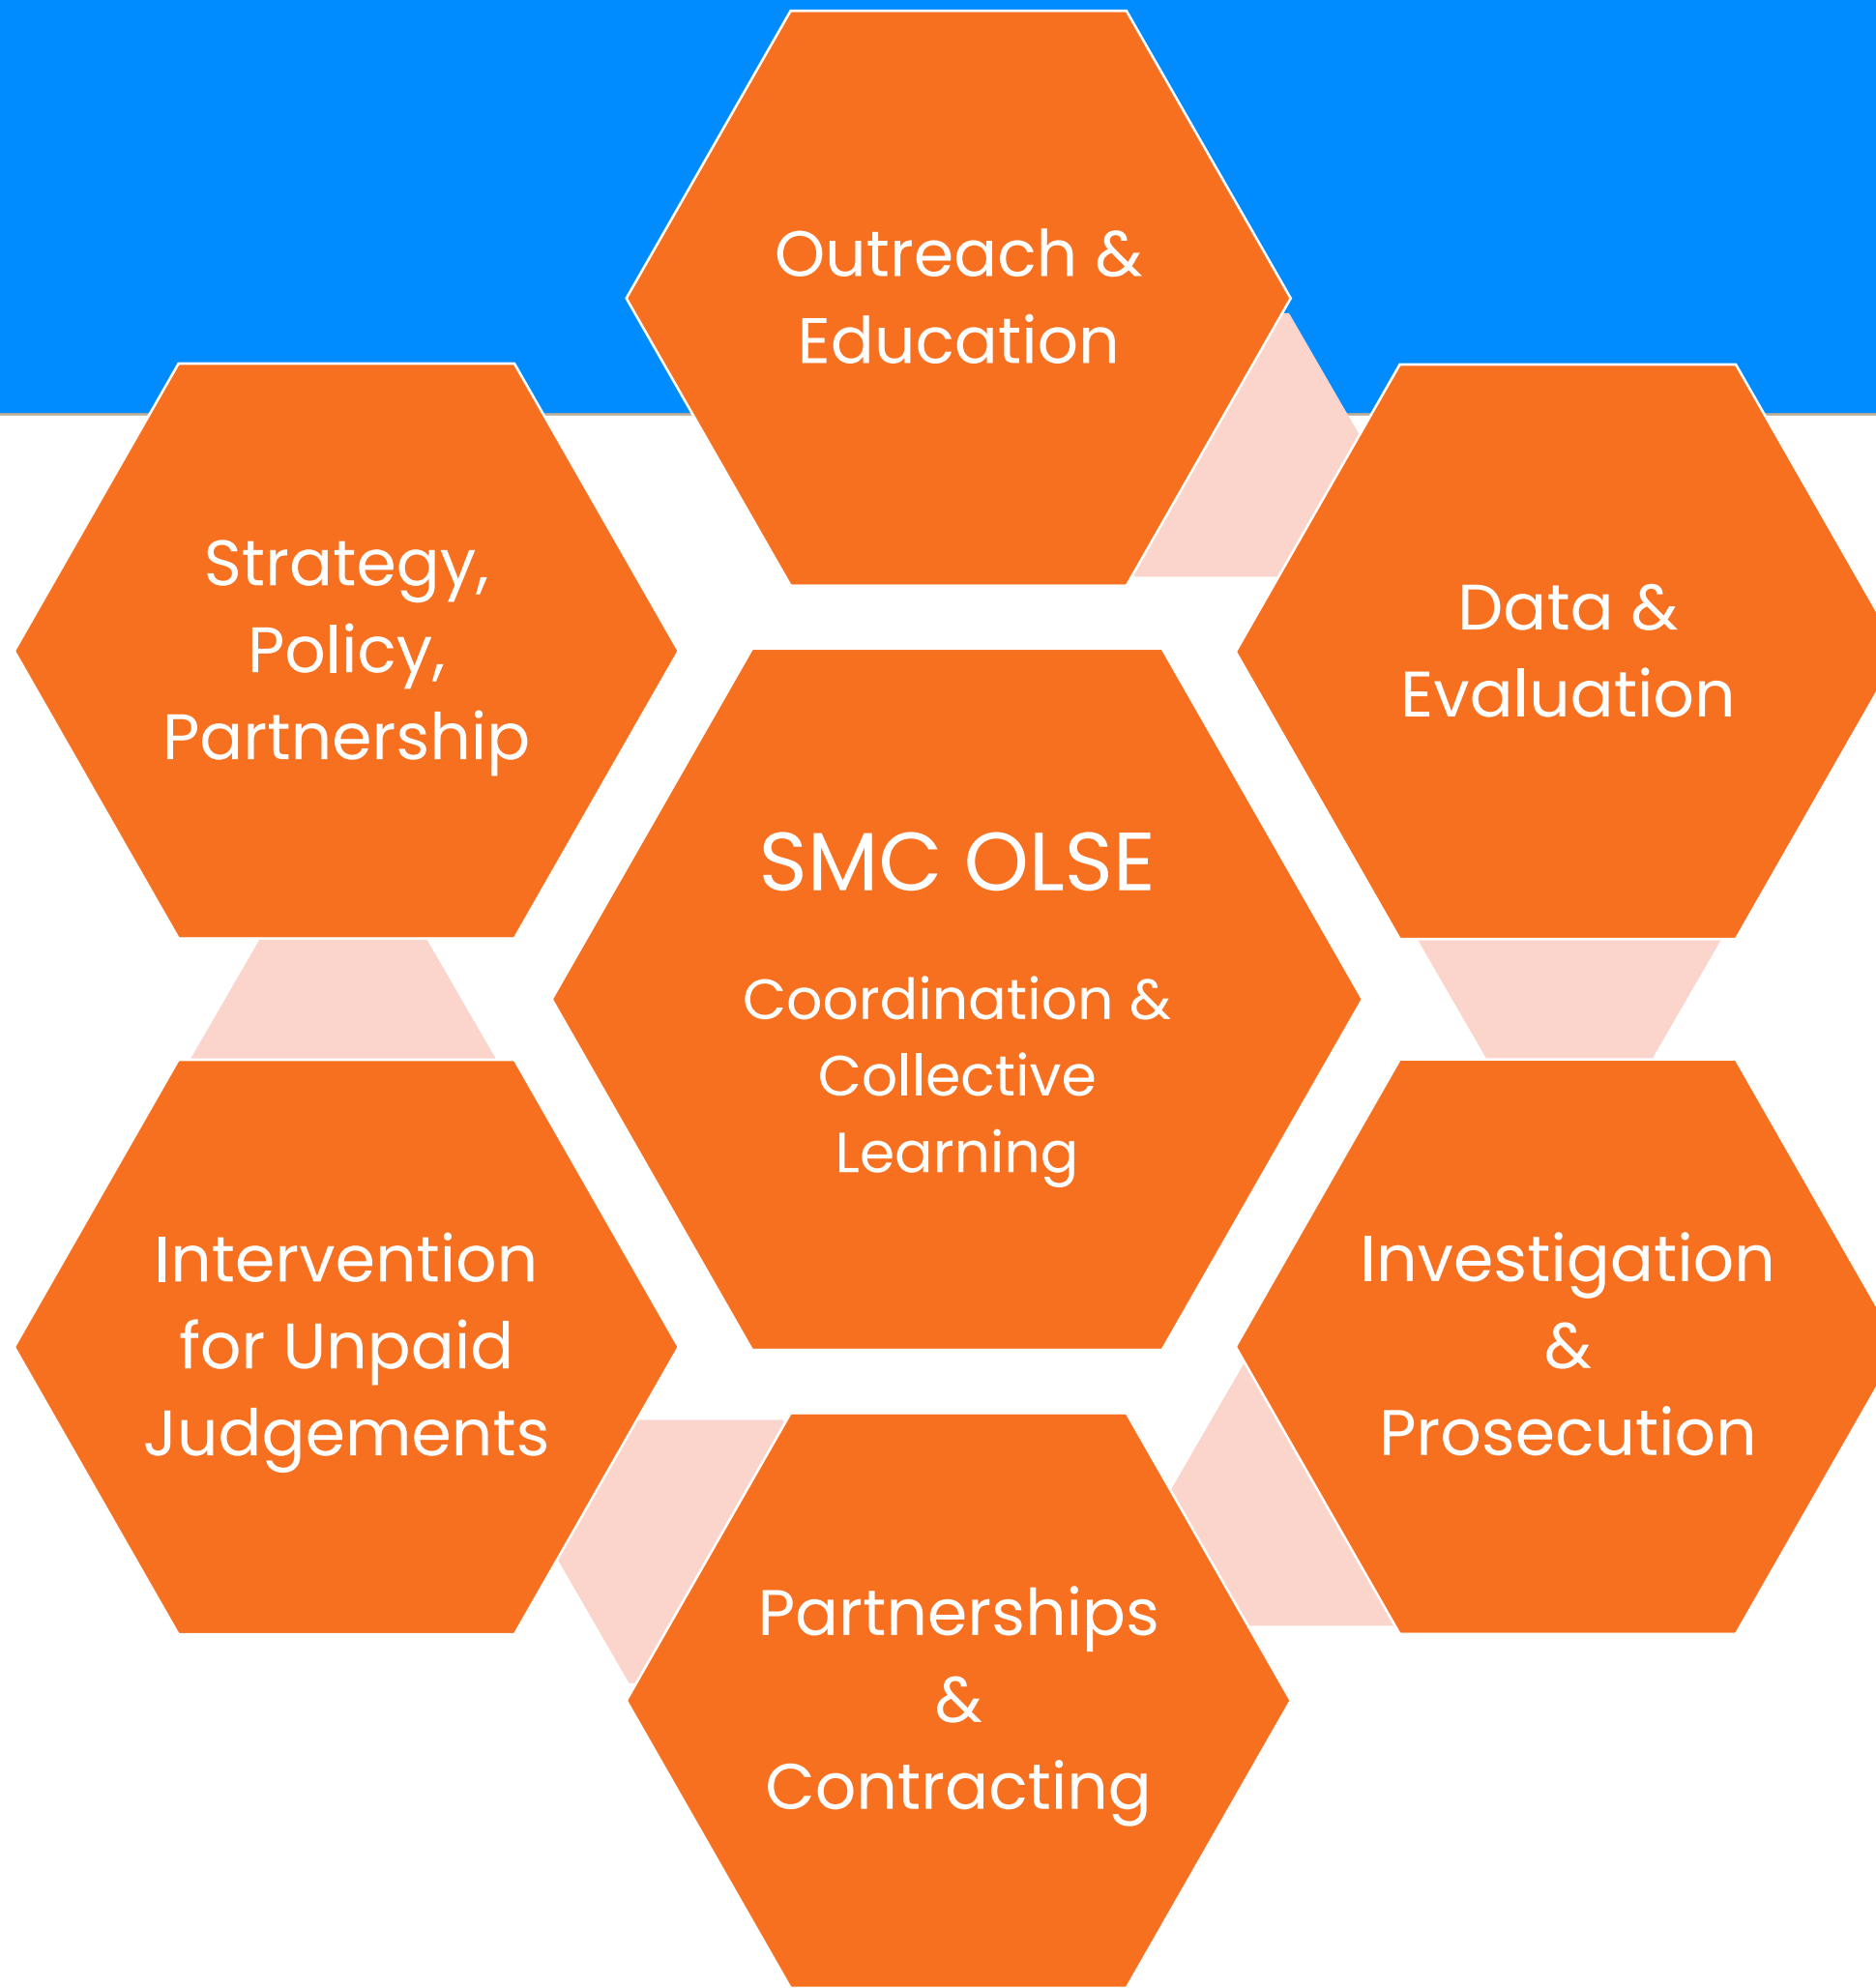 Outreach &
Education
Strategy,
Policy,
Partnership
Data &
Evaluation
SMC OLSE
Coordination &
Collective
Learning
Intervention
for Unpaid
Judgements
Investigation
&
Prosecution
Partnerships
&
Contracting